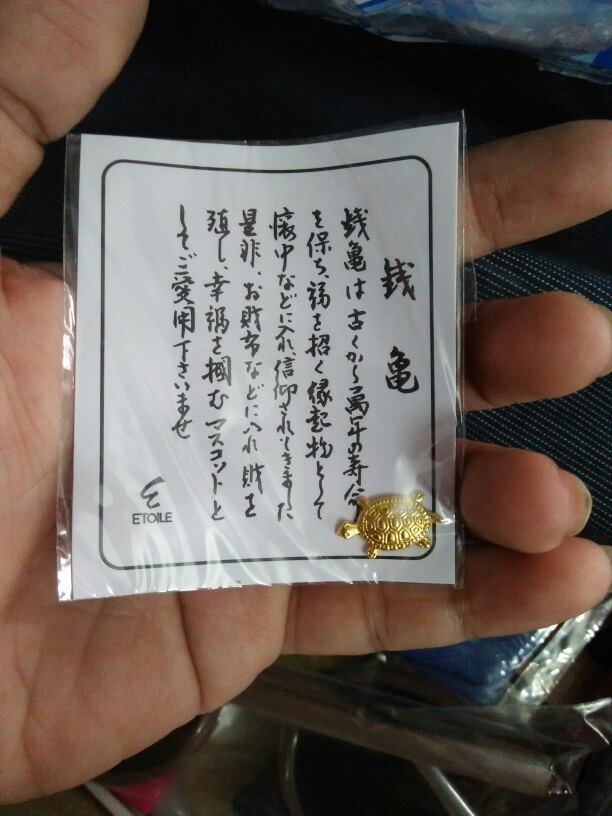 銭亀
銭亀は古くから萬年の寿命
を保ち、福を招く縁起物として
懐中などに入れ信仰されてきました
是非、お財布などに入れ財を
殖し、幸福を掴むマスコットと
してご愛用下さいませ
ETOILE